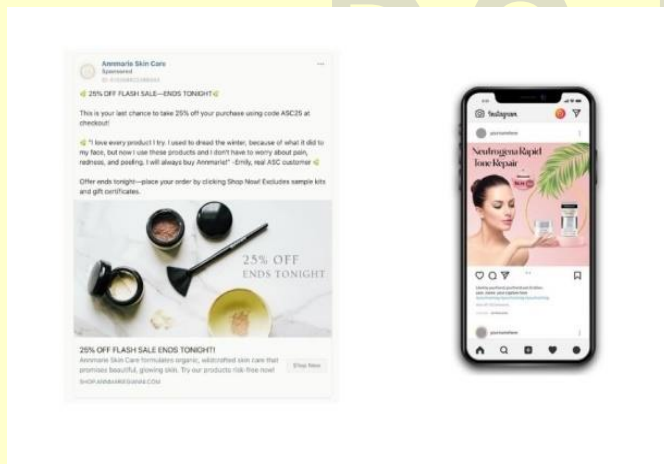 Annmarie Skin Care
Sponsored
🌿 25% OFF FLASH SALE—ENDS TONIGHT🌿
This is your last chance to take 25% off your purchase using code ASC25 at
checkout!
🌿 "I love every product I try. I used to dread the winter, because of what it did to
my face, but now I use these products and I don't have to worry about pain,
redness, and peeling. I will always buy Annmarie!" -Emily, real ASC customer 🌿
Offer ends tonight—place your order by clicking Shop Now! Excludes sample kits
and gift certificates.
25% OFF
ENDS TONIGHT
25% OFF FLASH SALE ENDS TONIGHT!
Annmarie Skin Care formulates organic, wildcrafted skin care that
promises beautiful, glowing skin. Try our products risk-free now!
Shop Now
Instagram
Neutrogena Rapid
Tone Repair